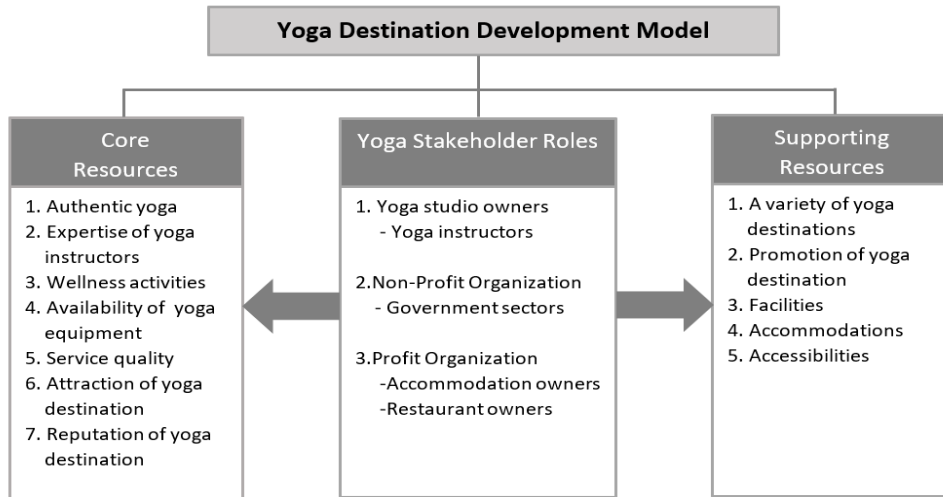 Yoga Destination Development Model
Core
Resources
1. Authentic yoga
2. Expertise of yoga
instructors
3. Wellness activities
4. Availability of yoga
equipment
5. Service quality
6. Attraction of yoga
destination
7. Reputation of yoga
destination
Yoga Stakeholder Roles
1. Yoga studio owners
- Yoga instructors
2.Non-Profit Organization
- Government sectors
3.Profit Organization
-Accommodation owners
-Restaurant owners
Supporting
Resources
1. A variety of yoga
destinations
2. Promotion of yoga
destination
3. Facilities
4. Accommodations
5. Accessibilities